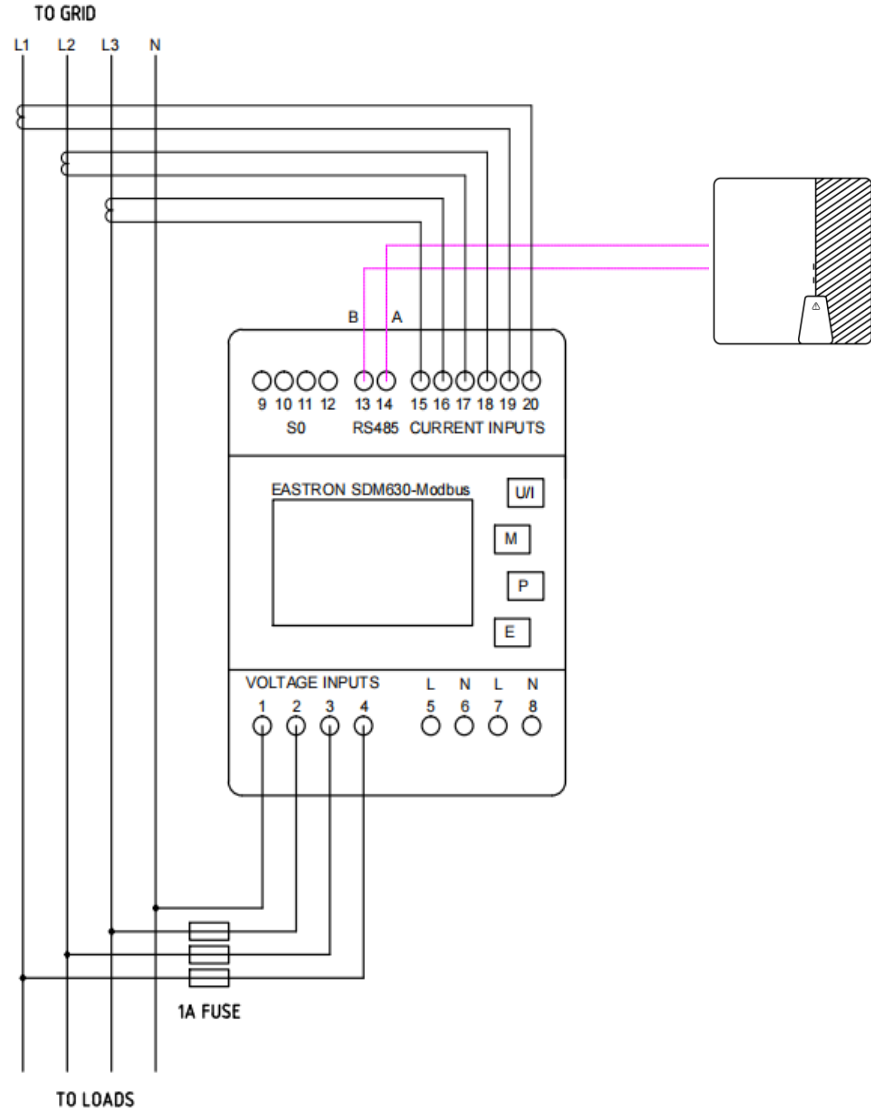 TO GRID
L1 L2 L3 N
B A
9 10 11 12 13 14 15 16 17 18 19 20
S0 RS485 CURRENT INPUTS
EASTRON SDM630-Modbus
U/I
M
P
E
VOLTAGE INPUTS L N L N
1 2 3 4 5 6 7 8
1A FUSE
TO LOADS